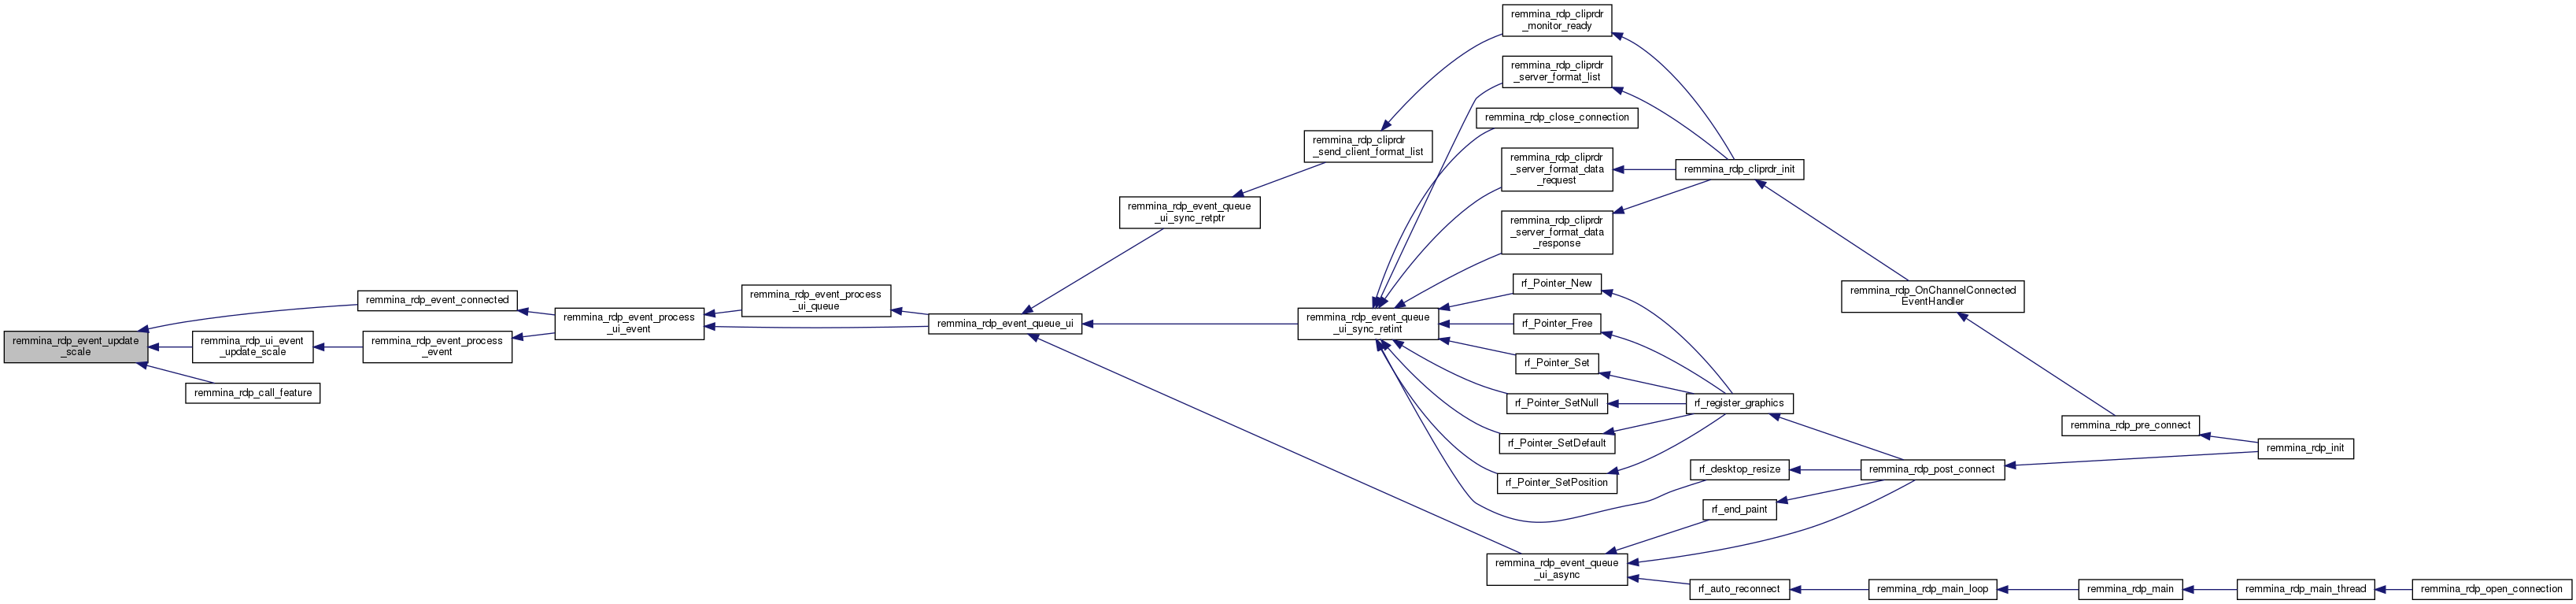 remmina_rdp_event_update
_scale
remmina_rdp_event_connected
remmina_rdp_ui_event
_update_scale
remmina_rdp_call_feature
remmina_rdp_event_process
_event
remmina_rdp_event_process
_ui_event
remmina_rdp_event_process
_ui_queue
remmina_rdp_event_queue_ui
remmina_rdp_event_queue
_ui_sync_retptr
remmina_rdp_cliprdr
_send_client_format_list
remmina_rdp_event_queue
_ui_sync_retint
remmina_rdp_cliprdr
_monitor_ready
remmina_rdp_cliprdr
_server_format_list
remmina_rdp_close_connection
remmina_rdp_cliprdr
_server_format_data
_request
remmina_rdp_cliprdr
_server_format_data
_response
rf_Pointer_New
rf_Pointer_Free
rf_Pointer_Set
rf_Pointer_SetNull
rf_Pointer_SetDefault
rf_Pointer_SetPosition
remmina_rdp_event_queue
_ui_async
remmina_rdp_cliprdr_init
rf_register_graphics
rf_desktop_resize
rf_end_paint
rf_auto_reconnect
remmina_rdp_OnChannelConnected
EventHandler
remmina_rdp_post_connect
remmina_rdp_main_loop
remmina_rdp_pre_connect
remmina_rdp_main
remmina_rdp_init
remmina_rdp_main_thread
remmina_rdp_open_connection